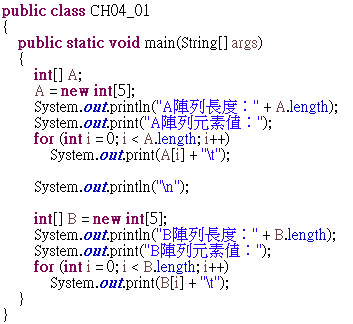 public class CH04_01
{
public static void main(String[] args)
{
int[] A;
A = new int[5];
System.out.println("A陣列長度：" + A.length);
System.out.print("A陣列元素值：");
for (int i = 0; i < A.length; i++)
System.out.print(A[i] + "\t");
System.out.println("\n");
int[] B = new int[5];
System.out.println("B陣列長度：" + B.length);
System.out.print("B陣列元素值：");
for (int i = 0; i < B.length; i++)
System.out.print(B[i] + "\t");
}
}